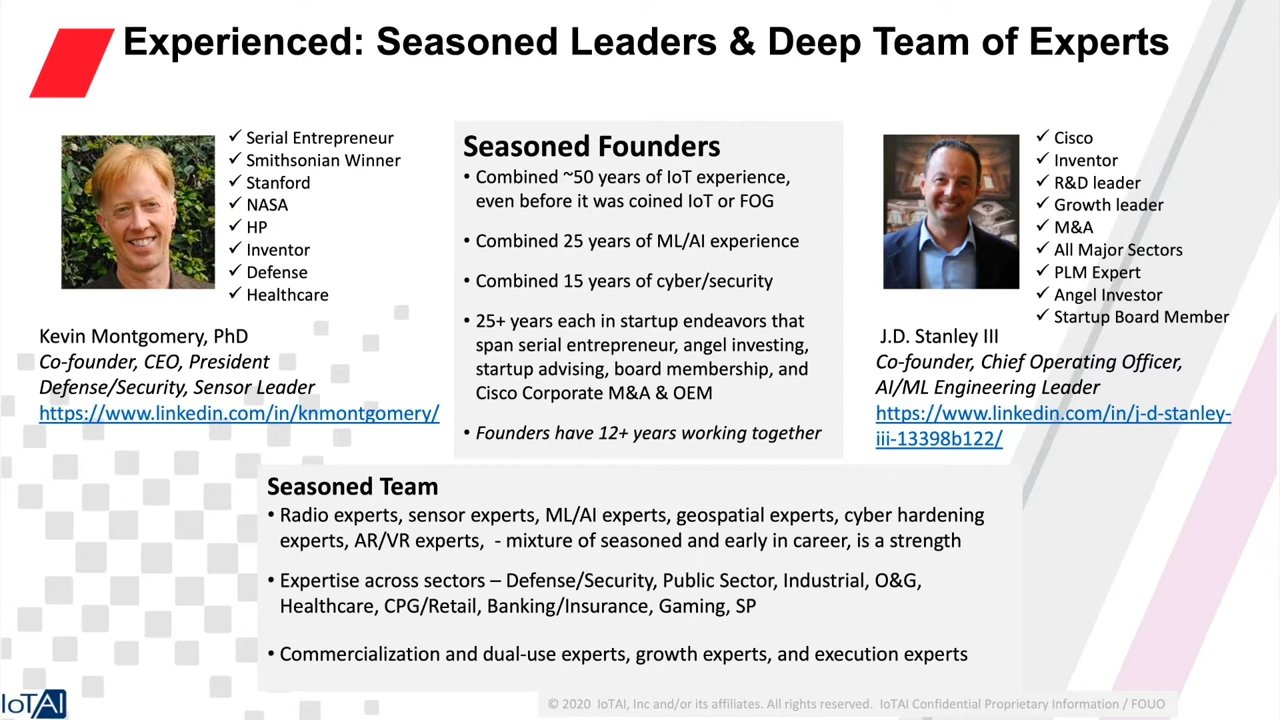 Experienced: Seasoned Leaders & Deep Team of Experts
✓ Serial Entrepreneur
✓ Smithsonian Winner
✓ Stanford
✓ NASA
✓ HP
✓ Inventor
✓ Defense
✓ Healthcare
Kevin Montgomery, PhD
Co-founder, CEO, President
Defense/Security, Sensor Leader
https://www.linkedin.com/in/knmontgomery/
Seasoned Founders
• Combined ~50 years of IoT experience,
even before it was coined IoT or FOG
• Combined 25 years of ML/AI experience
• Combined 15 years of cyber/security
• 25+ years each in startup endeavors that
span serial entrepreneur, angel investing,
startup advising, board membership, and
Cisco Corporate M&A & OEM
• Founders have 12+ years working together
✓ Cisco
✓ Inventor
✓ R&D leader
✓ Growth leader
✓ M&A
✓ All Major Sectors
✓ PLM Expert
✓ Angel Investor
✓ Startup Board Member
J.D. Stanley III
Co-founder, Chief Operating Officer,
AI/ML Engineering Leader
https://www.linkedin.com/in/j-d-stanley-
iii-13398b122/
Seasoned Team
• Radio experts, sensor experts, ML/AI experts, geospatial experts, cyber hardening
experts, AR/VR experts,  - mixture of seasoned and early in career, is a strength
• Expertise across sectors – Defense/Security, Public Sector, Industrial, O&G,
Healthcare, CPG/Retail, Banking/Insurance, Gaming, SP
• Commercialization and dual-use experts, growth experts, and execution experts
IoTAI
© 2020  IoTAI, Inc and/or its affiliates. All rights reserved.  IoTAI Confidential Proprietary Information / FOUO